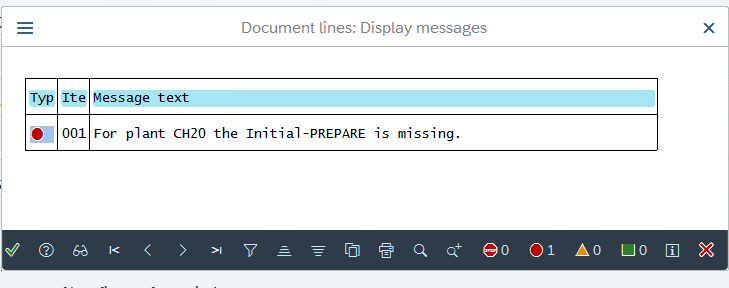 Document lines: Display messages
Typ Ite Message text
001 For plant CH20 the Initial-PREPARE is missing.
STOP 0 1 0 0